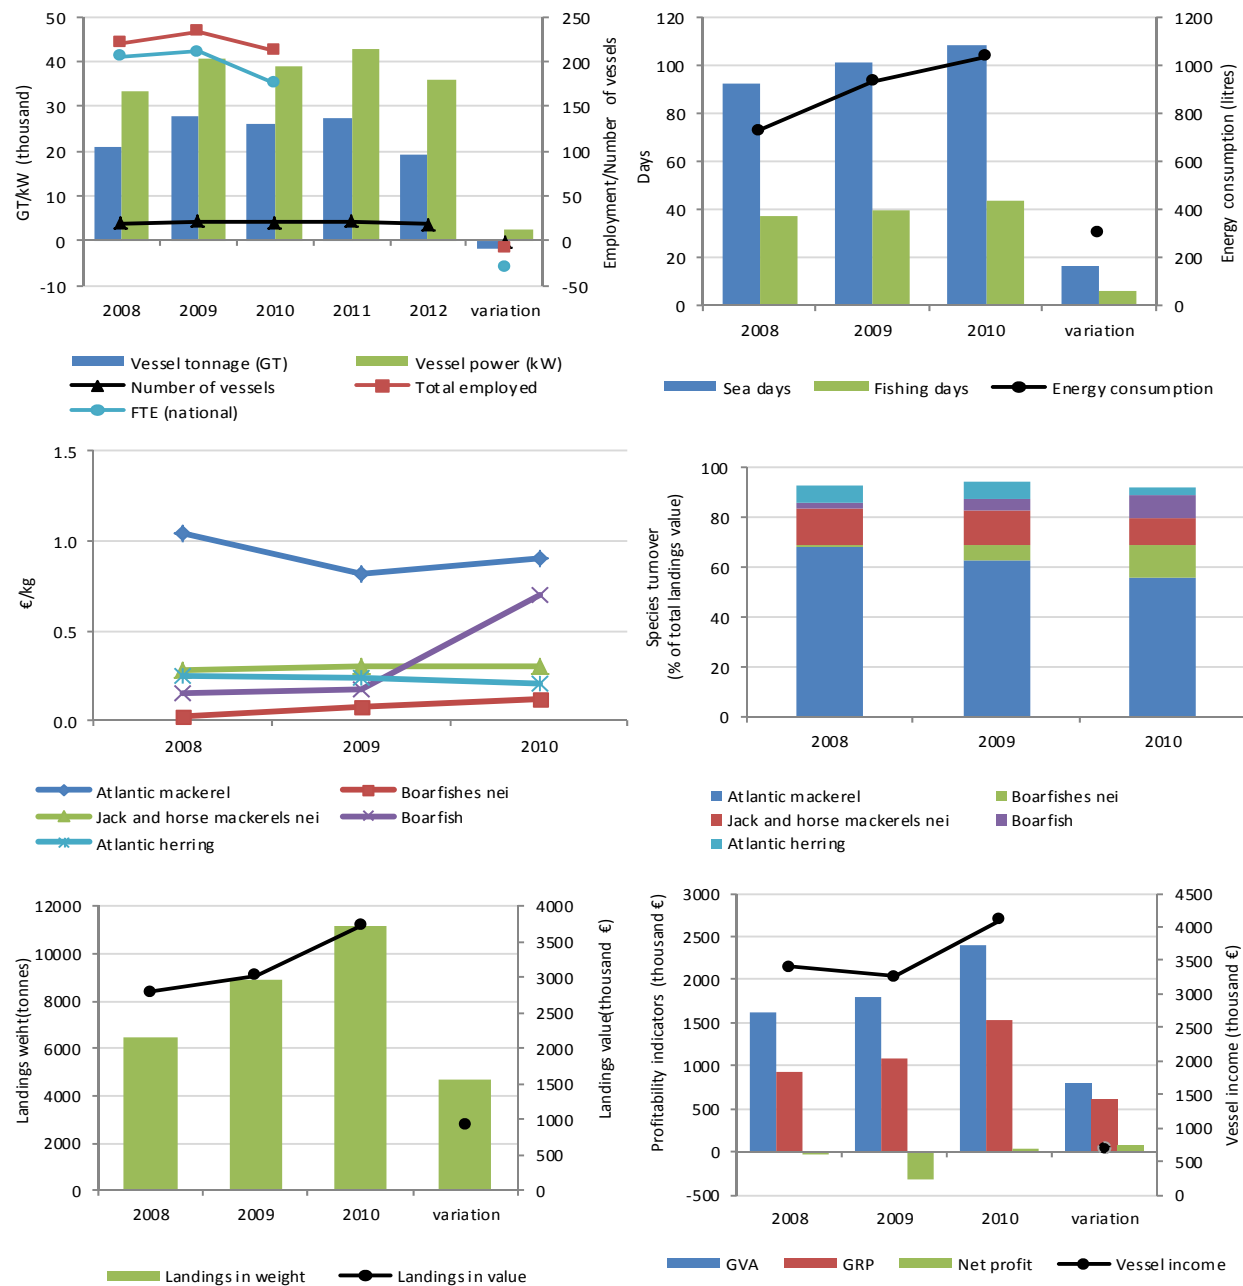 GT/kW (thousand)
50
40
30
20
10
0
-10
250
200
150
100
50
0
-50
Employment/Number of vessels
2008 2009 2010 2011 2012 variation
Vessel tonnage (GT) Vessel power (kW)
Number of vessels Total employed
FTE (national)
Days
120
100
80
60
40
20
0
1200
1000
800
600
400
200
0
Energy consumption (litres)
2008 2009 2010 variation
Sea days Fishing days Energy consumption
€/kg
1.5
1.0
0.5
0.0
2008 2009 2010
Atlantic mackerel Boarfishes nei
Jack and horse mackerels nei Boarfish
Atlantic herring
Species turnover
(% of total landings value)
100
80
60
40
20
0
2008 2009 2010
Atlantic mackerel Boarfishes nei
Jack and horse mackerels nei Boarfish
Atlantic herring
Landings weiht(tonnes)
12000
10000
8000
6000
4000
2000
0
4000
3500
3000
2500
2000
1500
1000
500
0
Landings value(thousand €)
2008 2009 2010 variation
Landings in weight Landings in value
Profitability indicators (thousand €)
3000
2500
2000
1500
1000
500
0
-500
4500
4000
3500
3000
2500
2000
1500
1000
500
0
Vessel income (thousand €)
2008 2009 2010 variation
GVA GRP Net profit Vessel income